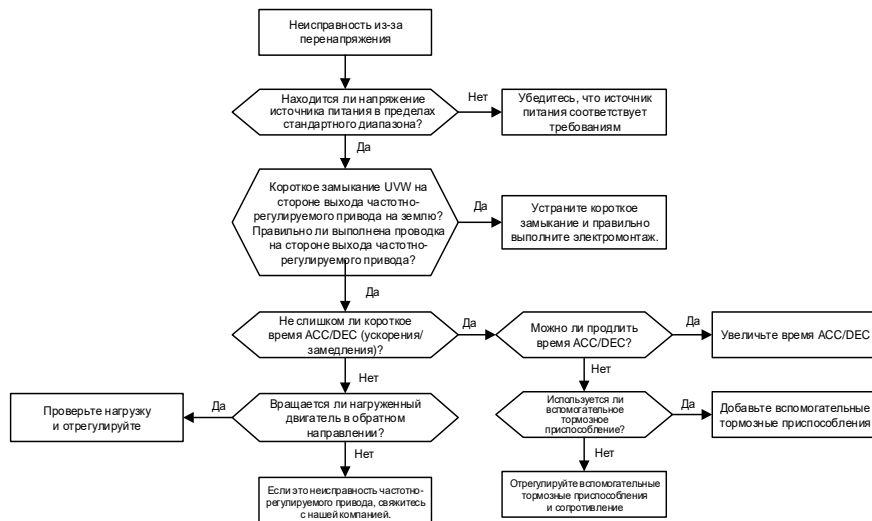 Неисправность из-за
перенапряжения
Находится ли напряжение
источника питания в пределах
стандартного диапазона?
Нет
Убедитесь, что источник
питания соответствует
требованиям
Да
Короткое замыкание UVW на
стороне выхода частотно-
регулируемого привода на землю?
Правильно ли выполнена проводка
на стороне выхода частотно-
регулируемого привода?
Да
Устраните короткое
замыкание и правильно
выполните электромонтаж.
Да
Не слишком ли короткое
время ACC/DEC (ускорения/
замедления)?
Да
Можно ли продлить
время ACC/DEC?
Да
Увеличьте время ACC/DEC
Нет
Нет
Проверьте нагрузку
и отрегулируйте
Да
Вращается ли нагруженный
двигатель в обратном
направлении?
Используется ли
вспомогательное
тормозное
приспособление?
Да
Добавьте вспомогательные
тормозные приспособления
Нет
Нет
Если это неисправность частотно-
регулируемого привода, свяжитесь
с нашей компанией.
Отрегулируйте вспомогательные
тормозные приспособления
и сопротивление